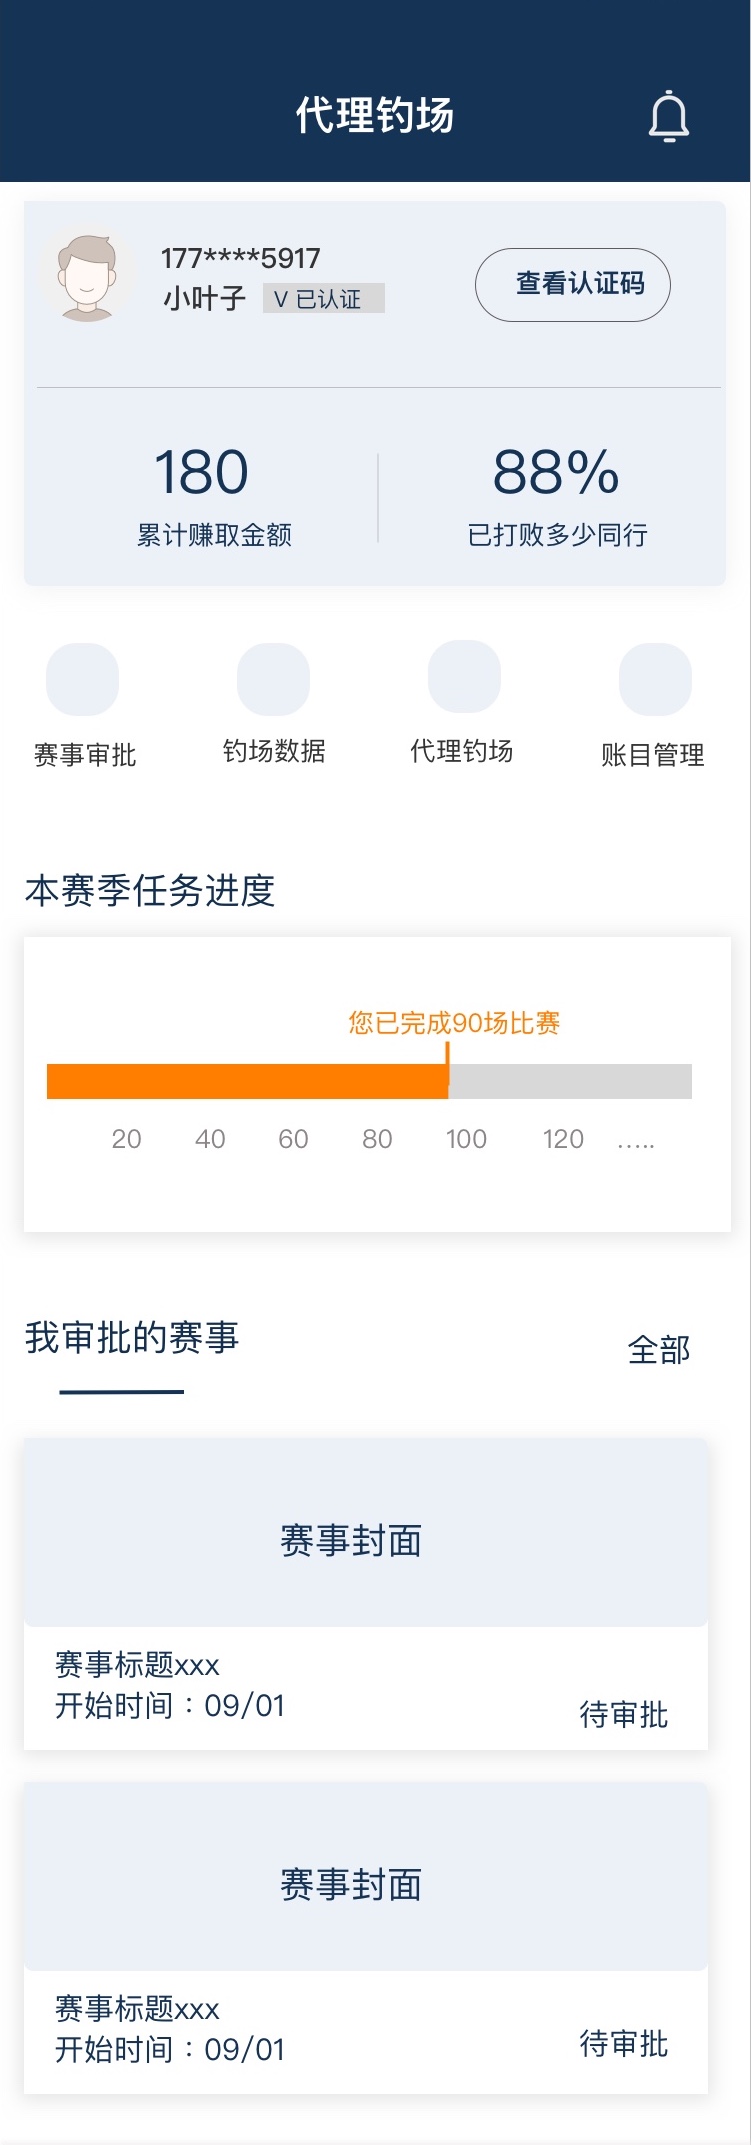 代理钓场
177****5917
小叶子 V 已认证
查看认证码
180
累计赚取金额
88%
已打败多少同行
赛事审批
钓场数据
代理钓场
账目管理
本赛季任务进度
您已完成90场比赛
20 40 60 80 100 120 .....
我审批的赛事
全部
赛事封面
赛事标题xxx
开始时间：09/01
待审批
赛事封面
赛事标题xxx
开始时间：09/01
待审批